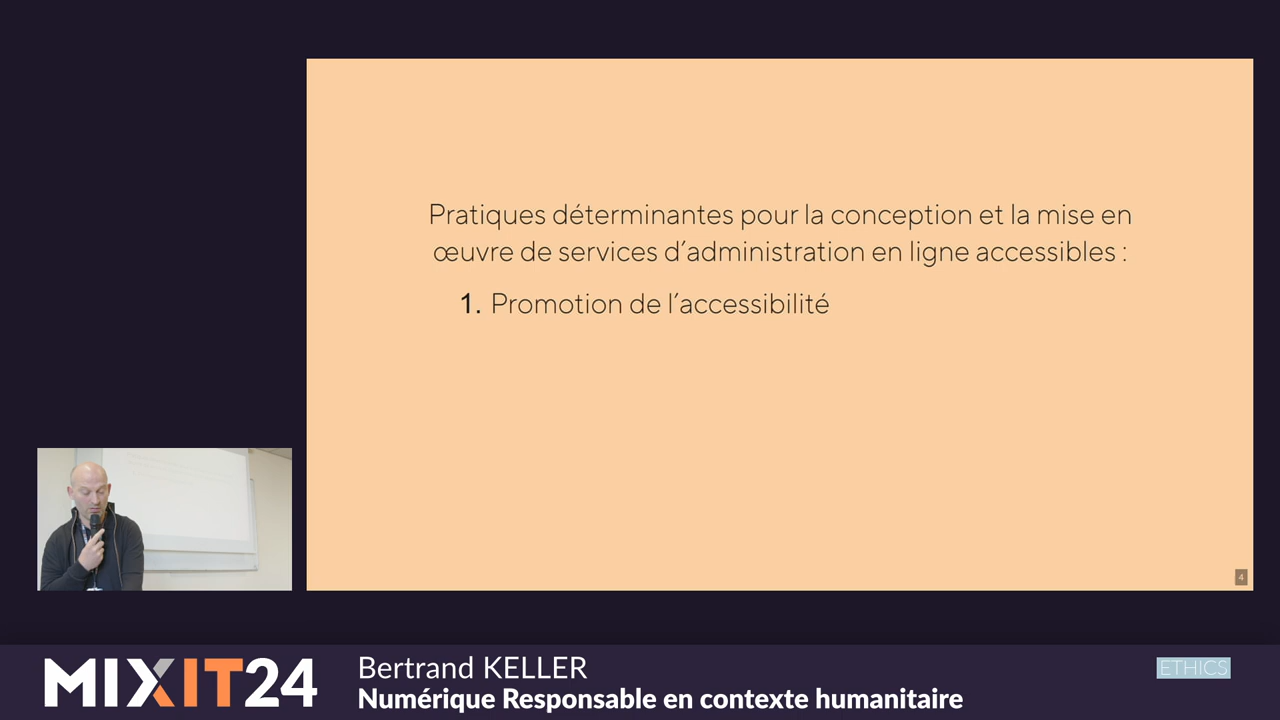 Pratiques déterminantes pour la conception et la mise en
œuvre de services d’administration en ligne accessibles :
1. Promotion de l’accessibilité
4
MIXIT24
Bertrand KELLER
Numérique Responsable en contexte humanitaire
ETHICS